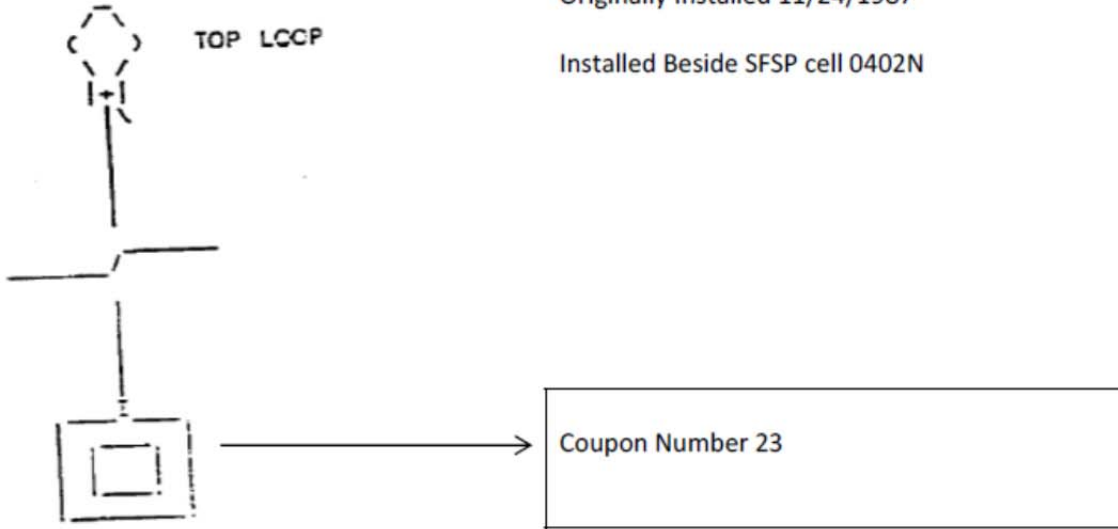 Originally Installed 11/24/1987
Installed Beside SFSP cell 0402N
TOP LCCP
Coupon Number 23